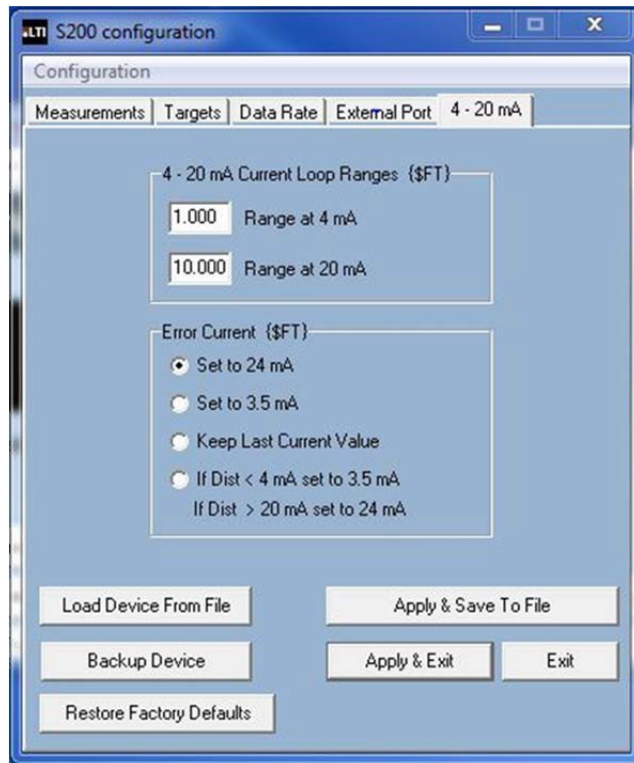 LTI S200 configuration
Configuration
Measurements Targets Data Rate External Port 4 - 20 mA
4 - 20 mA Current Loop Ranges {$FT}
1.000 Range at 4 mA
10.000 Range at 20 mA
Error Current {$FT}
Set to 24 mA
Set to 3.5 mA
Keep Last Current Value
If Dist < 4 mA set to 3.5 mA
If Dist > 20 mA set to 24 mA
Load Device From File Apply & Save To File
Backup Device Apply & Exit Exit
Restore Factory Defaults